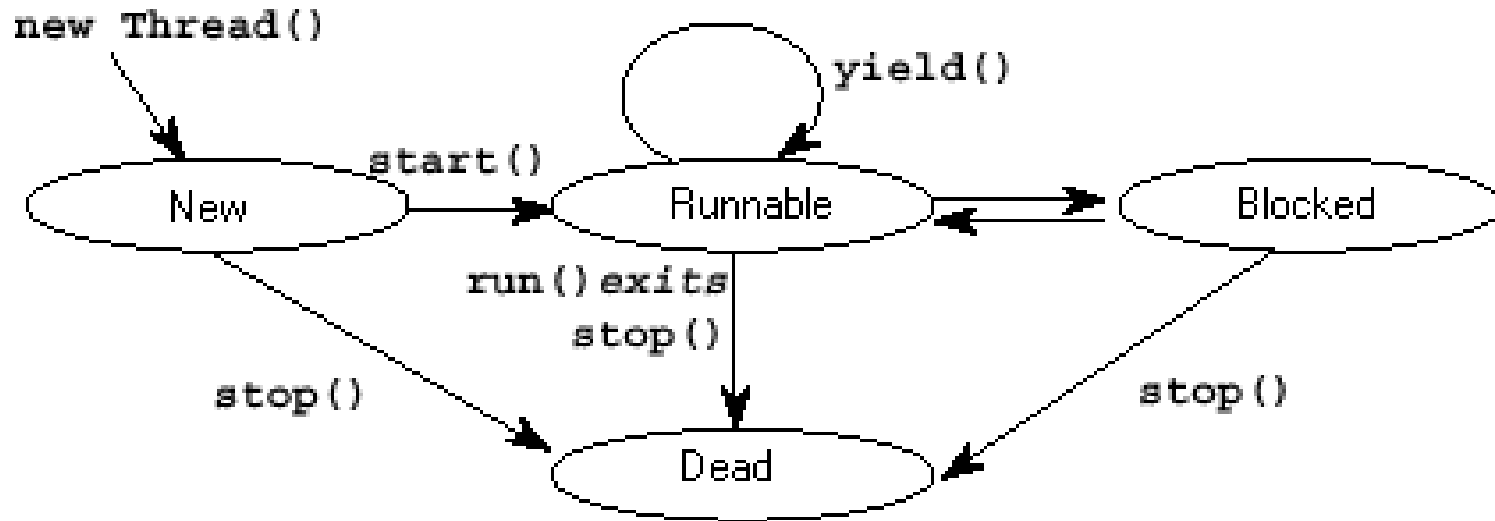 new Thread()
yield()
start()
New
Runnable
Blocked
run() exits
stop()
stop()
stop()
Dead